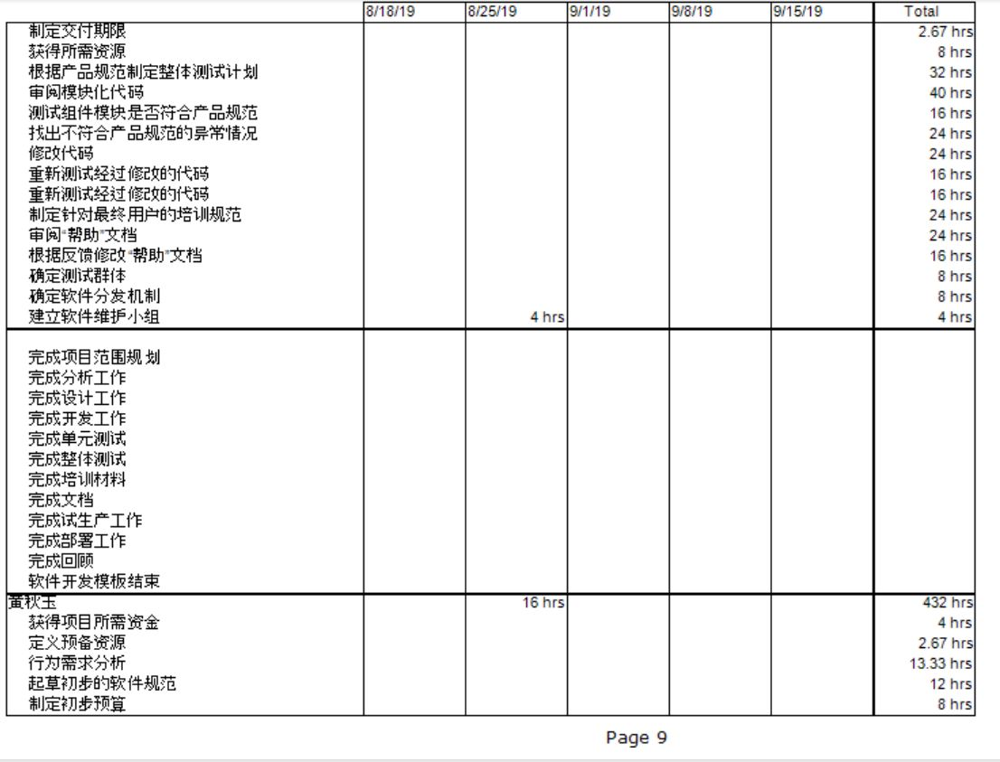 8/18/19 8/25/19 9/1/19 9/8/19 9/15/19 Total
制定交付期限 2.67 hrs
获得所需资源 8 hrs
根据产品规范制定整体测试计划 32 hrs
审阅模块化代码 40 hrs
测试组件模块是否符合产品规范 16 hrs
找出不符合产品规范的异常情况 24 hrs
修改代码 24 hrs
重新测试经过修改的代码 16 hrs
重新测试经过修改的代码 16 hrs
制定针对最终用户的培训规范 24 hrs
审阅“帮助”文档 24 hrs
根据反馈修改“帮助”文档 16 hrs
确定测试群体 8 hrs
确定软件分发机制 8 hrs
建立软件维护小组 4 hrs 4 hrs
完成项目范围规划
完成分析工作
完成设计工作
完成开发工作
完成单元测试
完成整体测试
完成培训材料
完成文档
完成试生产工作
完成部署工作
完成回顾
软件开发模板结束
黄秋玉 16 hrs 432 hrs
获得项目所需资金 4 hrs
定义预备资源 2.67 hrs
行为需求分析 13.33 hrs
起草初步的软件规范 12 hrs
制定初步预算 8 hrs
Page 9